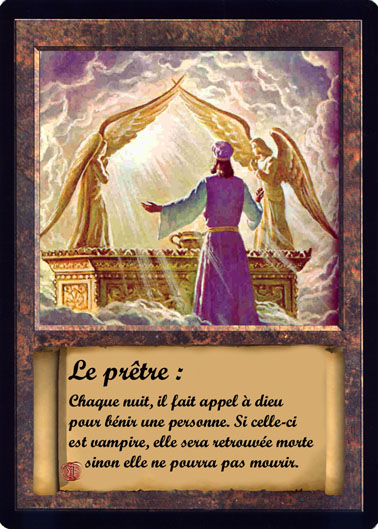 Le prêtre :
Chaque nuit, il fait appel à dieu
pour bénir une personne. Si celle-ci
est vampire, elle sera retrouvée morte
sinon elle ne pourra pas mourir.